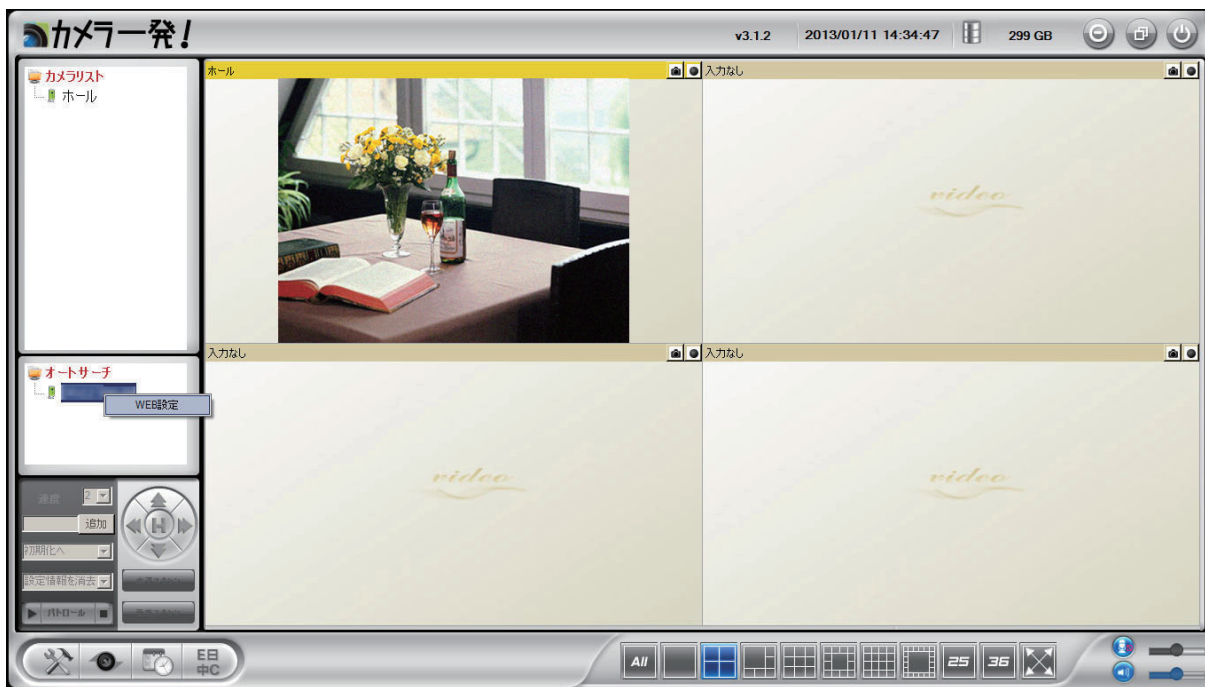 カメラ一発!
v3.1.2 2013/01/11 14:34:47 299 GB
カメラリスト
ホール
ホール
入力なし
video
オートサーチ
WEB設定
入力なし
video
入力なし
video
速度 2
追加
初期化へ
設定情報を消去
パトロール
H
E日
中C
All
25
36